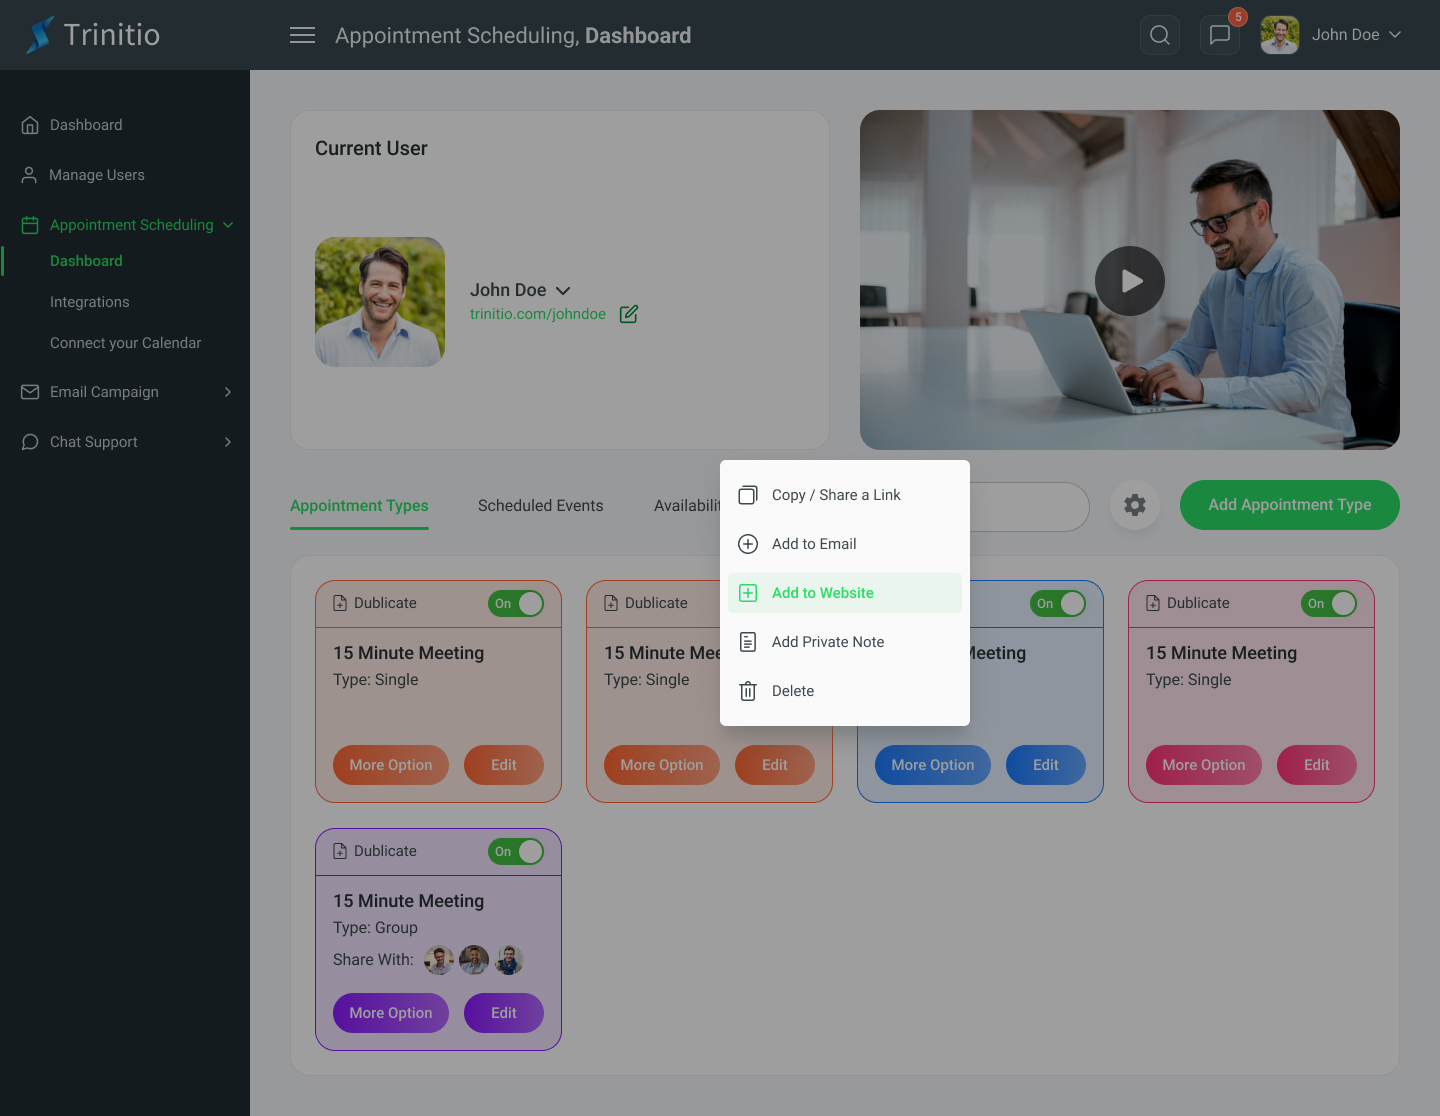 Trinitio
Appointment Scheduling, Dashboard
5
John Doe
Dashboard
Manage Users
Appointment Scheduling
Dashboard
Integrations
Connect your Calendar
Email Campaign
Chat Support
Current User
John Doe
trinitio.com/johndoe
Appointment Types
Scheduled Events
Add Appointment Type
Copy / Share a Link
Add to Email
Add to Website
Add Private Note
Delete
Dublicate
On
15 Minute Meeting
Type: Single
More Option
Edit
Dublicate
15 Minute
Type: Single
More Option
Edit
On
Meeting
More Option
Edit
Dublicate
On
15 Minute Meeting
Type: Single
More Option
Edit
Dublicate
On
15 Minute Meeting
Type: Group
Share With:
More Option
Edit